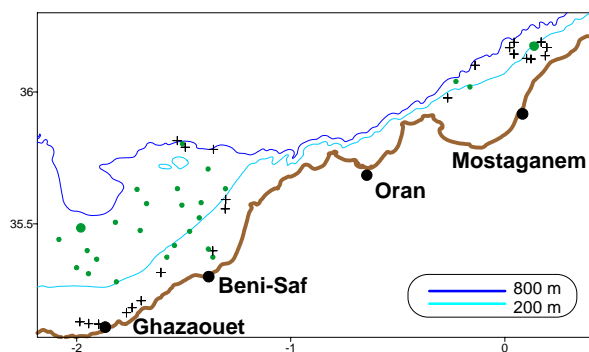 36
Mostaganem
Oran
35.5
Beni-Saf
800 m
200 m
Ghazaouet
-2
-1
0